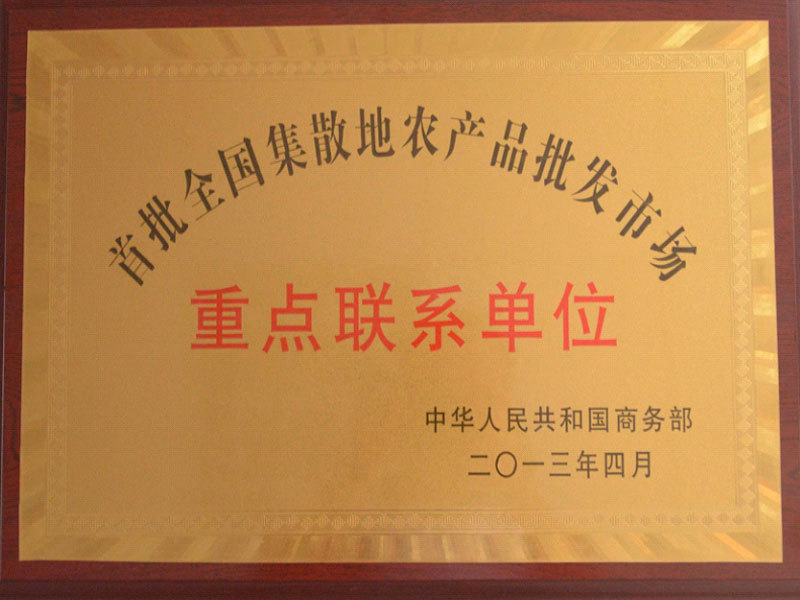 首批全国集散地农产品批发市场
重点联系单位
中华人民共和国商务部
二〇一三年四月